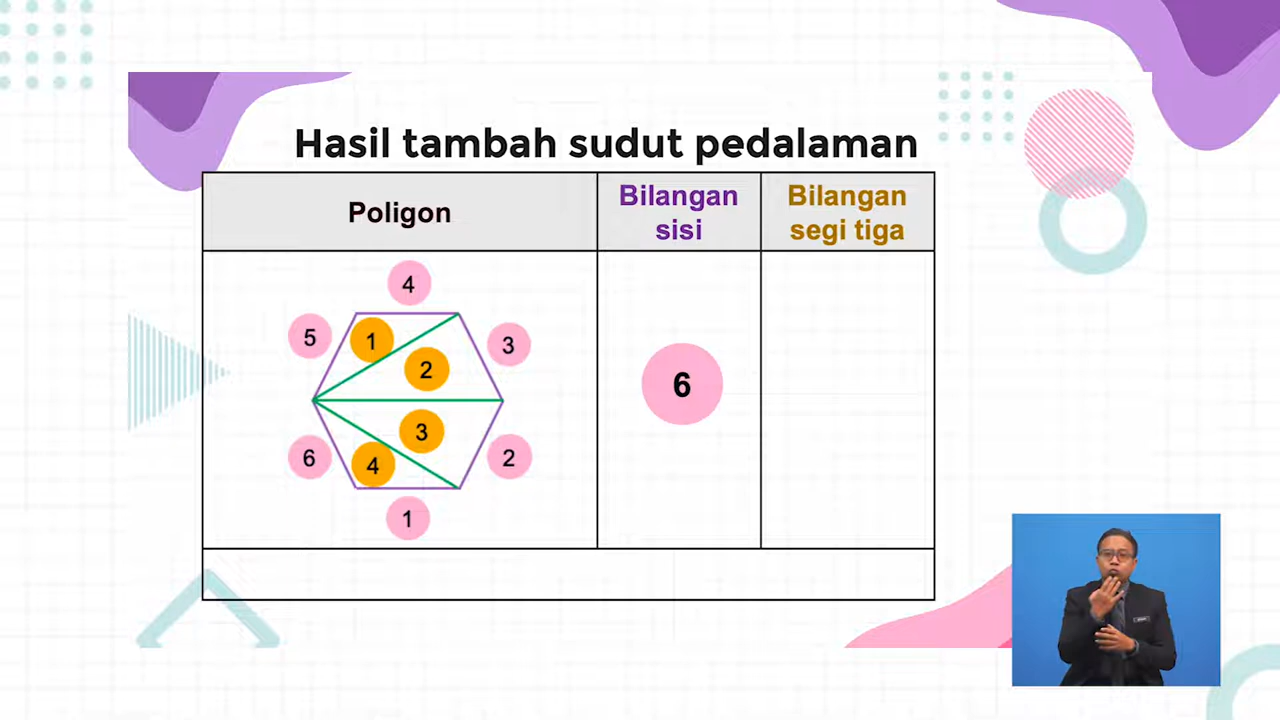 Hasil tambah sudut pedalaman
Poligon
Bilangan
sisi
Bilangan
segi tiga
4
5
1
3
2
6
3
6
4
2
1